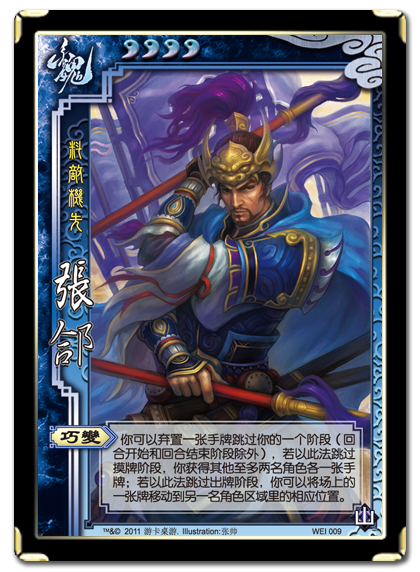 魏
料敵機先
張郃
巧變
你可以弃置一张手牌跳过你的一个阶段（回
合开始和回合结束阶段除外），若以此法跳过
摸牌阶段，你获得其他至多两名角色各一张手
牌；若以此法跳过出牌阶段，你可以将场上的
一张牌移动到另一名角色区域里的相应位置。
™&© 2011 游卡桌游. Illustration:张帅
WEI 009